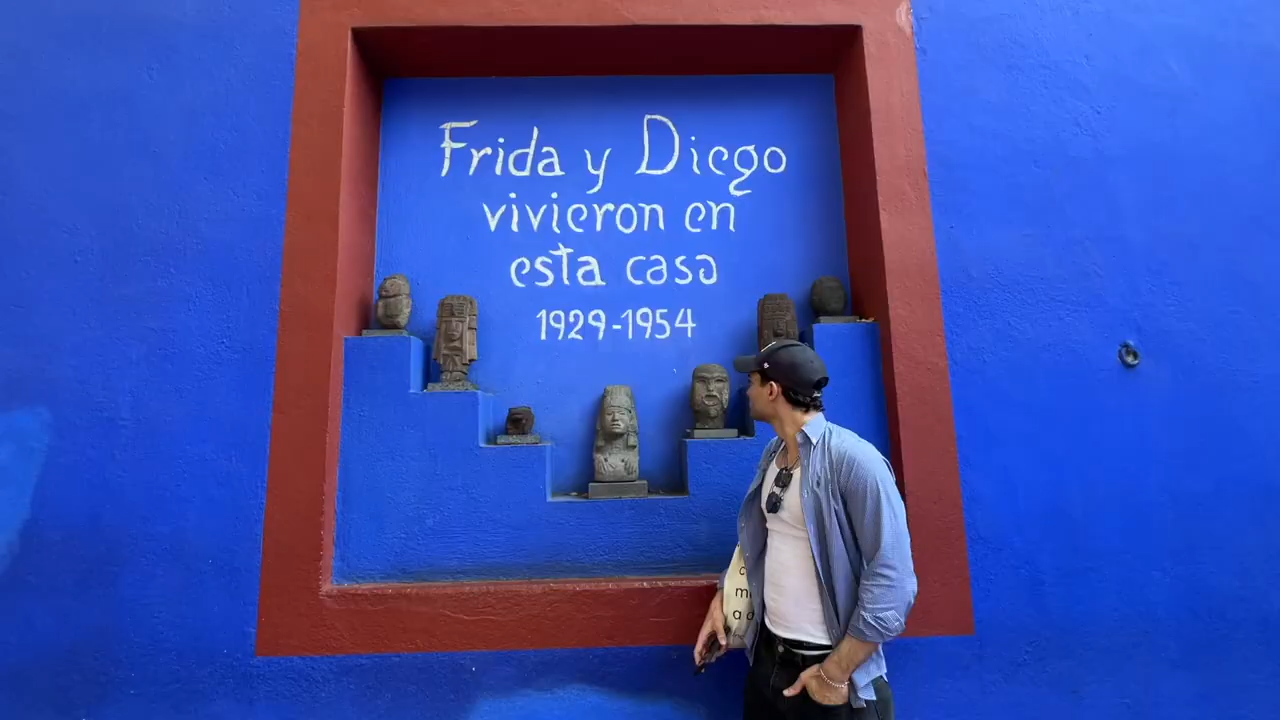 Frida y Diego
vivieron en
esta casa
1929-1954
c
m
a d